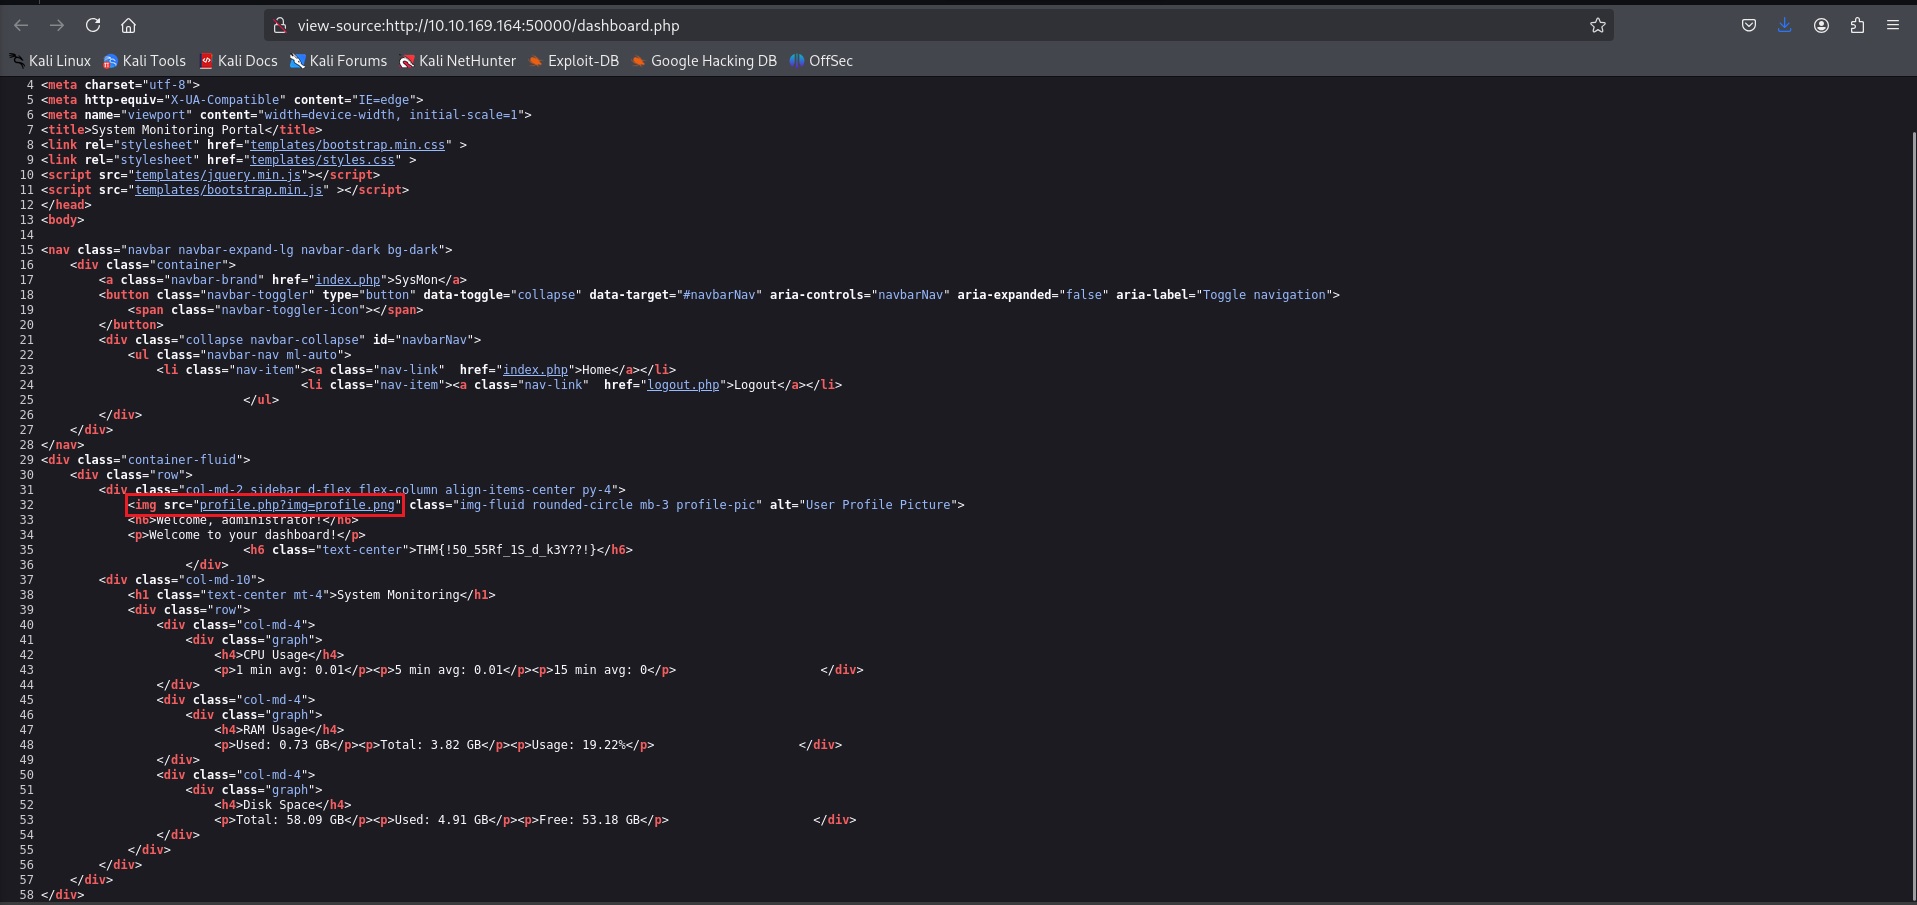 view-source:http://10.10.169.164:50000/dashboard.php
Kali Linux Kali Tools Kali Docs Kali Forums Kali NetHunter Exploit-DB Google Hacking DB OffSec
4 <meta charset="utf-8">
5 <meta http-equiv="X-UA-Compatible" content="IE=edge">
6 <meta name="viewport" content="width=device-width, initial-scale=1">
7 <title>System Monitoring Portal</title>
8 <link rel="stylesheet" href="templates/bootstrap.min.css" >
9 <link rel="stylesheet" href="templates/styles.css" >
10 <script src="templates/jquery.min.js"></script>
11 <script src="templates/bootstrap.min.js" ></script>
12 </head>
13 <body>
14
15 <nav class="navbar navbar-expand-lg navbar-dark bg-dark">
16 <div class="container">
17 <a class="navbar-brand" href="index.php">SysMon</a>
18 <button class="navbar-toggler" type="button" data-toggle="collapse" data-target="#navbarNav" aria-controls="navbarNav" aria-expanded="false" aria-label="Toggle navigation">
19 <span class="navbar-toggler-icon"></span>
20 </button>
21 <div class="collapse navbar-collapse" id="navbarNav">
22 <ul class="navbar-nav ml-auto">
23 <li class="nav-item"><a class="nav-link"  href="index.php">Home</a></li>
24 <li class="nav-item"><a class="nav-link"  href="logout.php">Logout</a></li>
25 </ul>
26 </div>
27 </div>
28 </nav>
29 <div class="container-fluid">
30 <div class="row">
31 <div class="col-md-2 sidebar d-flex flex-column align-items-center py-4">
32 <img src="profile.php?img=profile.png" class="img-fluid rounded-circle mb-3 profile-pic" alt="User Profile Picture">
33 <h6>Welcome, administrator!</h6>
34 <p>Welcome to your dashboard!</p>
35 <h6 class="text-center">THM{!50_55Rf_1S_d_k3Y??!}</h6>
36 </div>
37 <div class="col-md-10">
38 <h1 class="text-center mt-4">System Monitoring</h1>
39 <div class="row">
40 <div class="col-md-4">
41 <div class="graph">
42 <h4>CPU Usage</h4>
43 <p>1 min avg: 0.01</p><p>5 min avg: 0.01</p><p>15 min avg: 0</p> </div>
44 </div>
45 <div class="col-md-4">
46 <div class="graph">
47 <h4>RAM Usage</h4>
48 <p>Used: 0.73 GB</p><p>Total: 3.82 GB</p><p>Usage: 19.22%</p> </div>
49 </div>
50 <div class="col-md-4">
51 <div class="graph">
52 <h4>Disk Space</h4>
53 <p>Total: 58.09 GB</p><p>Used: 4.91 GB</p><p>Free: 53.18 GB</p> </div>
54 </div>
55 </div>
56 </div>
57 </div>
58 </div>